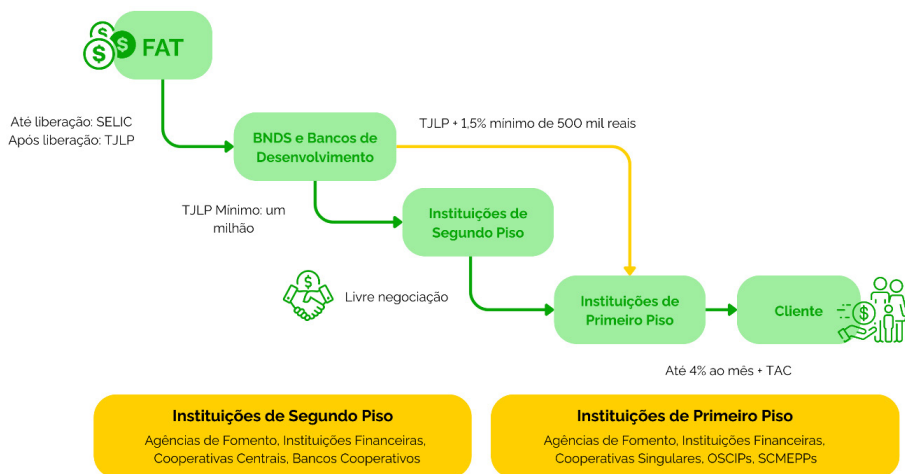 FAT
Até liberação: SELIC
Após liberação: TJLP
BNDS e Bancos de
Desenvolvimento
TJLP + 1,5% mínimo de 500 mil reais
TJLP Mínimo: um
milhão
Instituições de
Segundo Piso
Livre negociação
Instituições de
Primeiro Piso
Cliente
Até 4% ao mês + TAC
Instituições de Segundo Piso
Agências de Fomento, Instituições Financeiras,
Cooperativas Centrais, Bancos Cooperativos
Instituições de Primeiro Piso
Agências de Fomento, Instituições Financeiras,
Cooperativas Singulares, OSCIPs, SCMEPPs